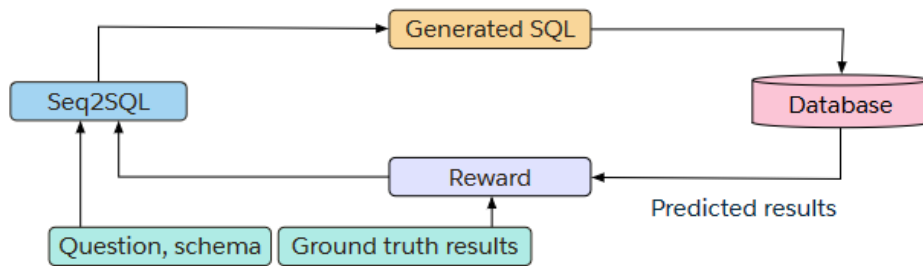 Generated SQL
Seq2SQL
Database
Reward
Predicted results
Question, schema
Ground truth results